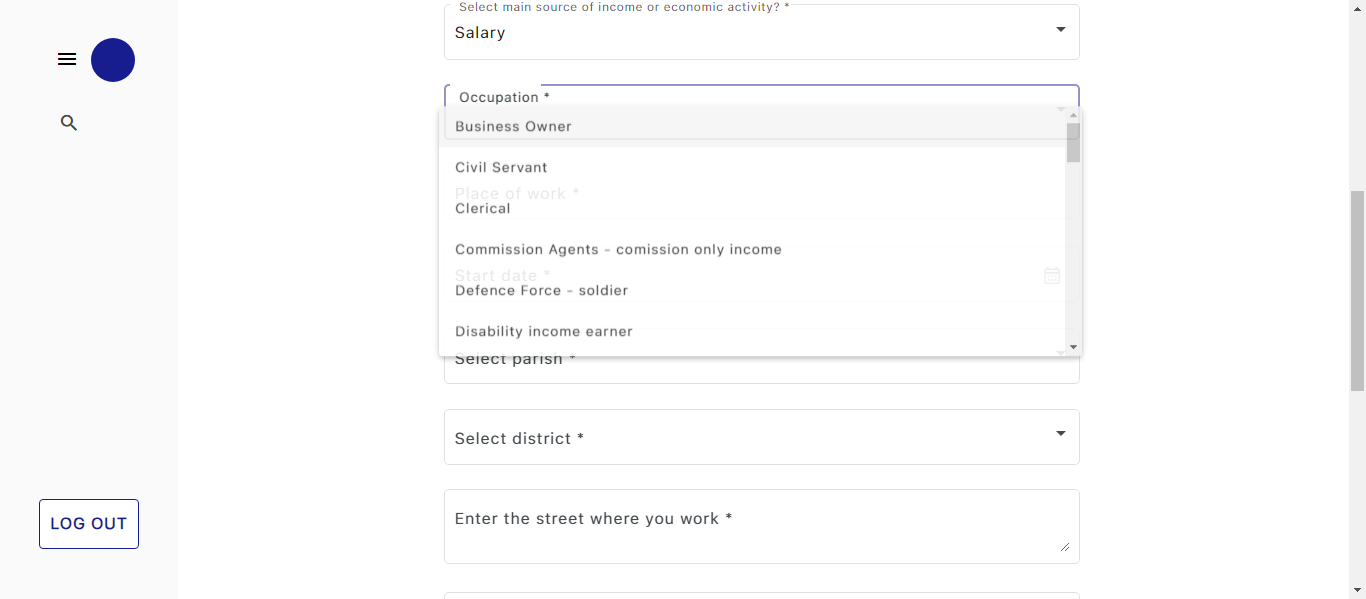 Select main source of income or economic activity? *
Salary
Occupation *
Business Owner
Civil Servant
Place of work *
Clerical
Commission Agents - comission only income
Start date *
Defence Force - soldier
Disability income earner
Select parish *
Select district *
LOG OUT
Enter the street where you work *